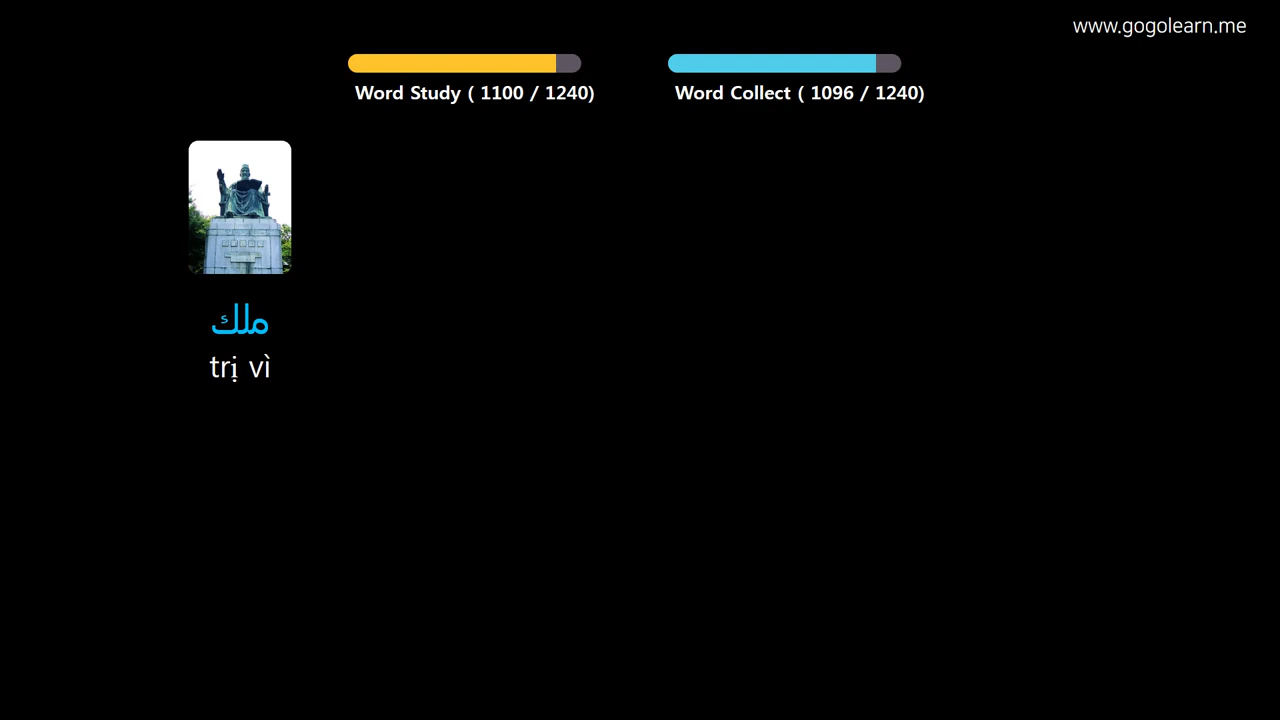 www.gogolearn.me
Word Study ( 1100 / 1240)
Word Collect ( 1096 / 1240)
ملك
trị vì